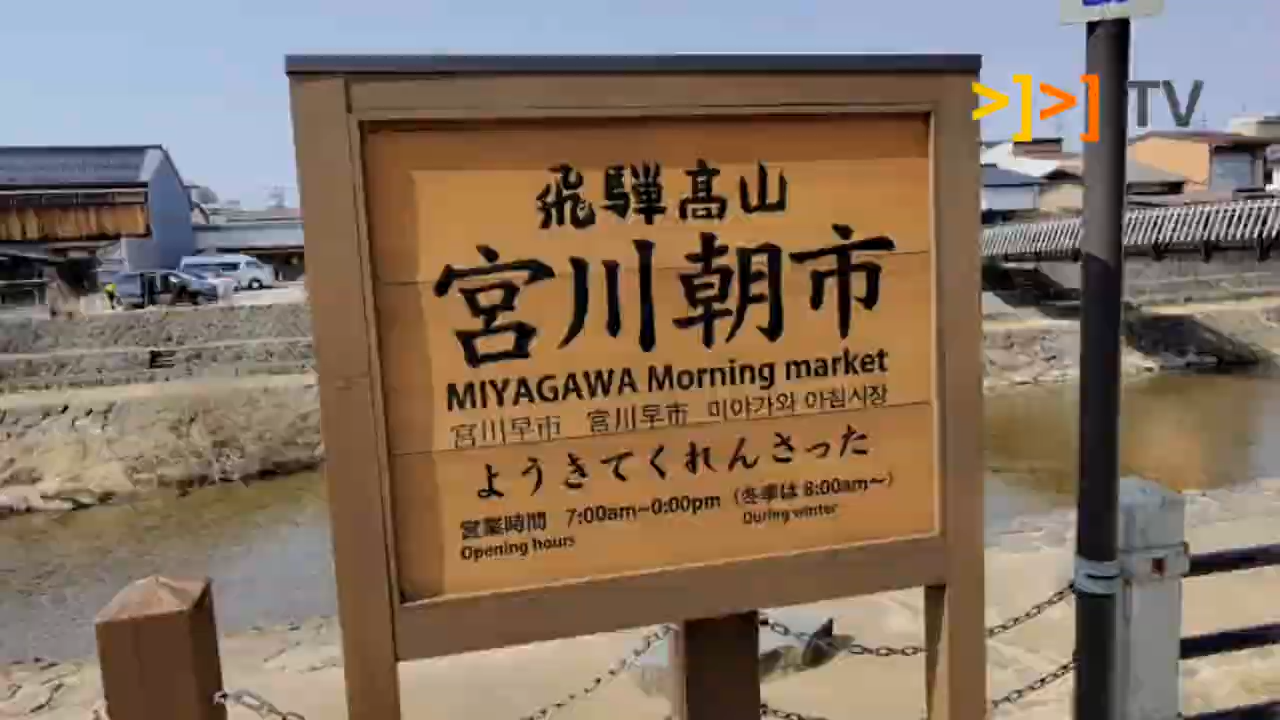 >]>] TV
飛騨高山
宮川朝市
MIYAGAWA Morning market
宮川早市 宮川早市 미야가와 아침시장
ようきてくれんさった
営業時間 7:00am~0:00pm (冬季は 8:00am~)
Opening hours During winter